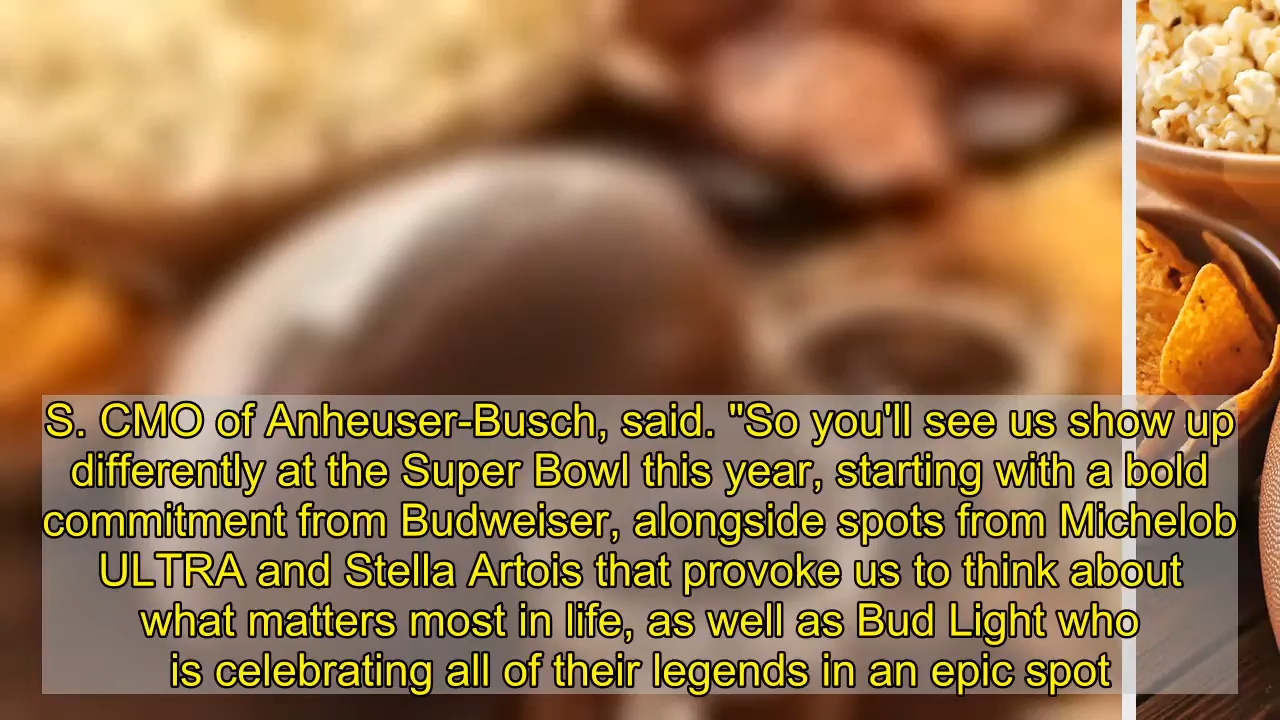 S. CMO of Anheuser-Busch, said. "So you'll see us show up
differently at the Super Bowl this year, starting with a bold
commitment from Budweiser, alongside spots from Michelob
ULTRA and Stella Artois that provoke us to think about
what matters most in life, as well as Bud Light who
is celebrating all of their legends in an epic spot